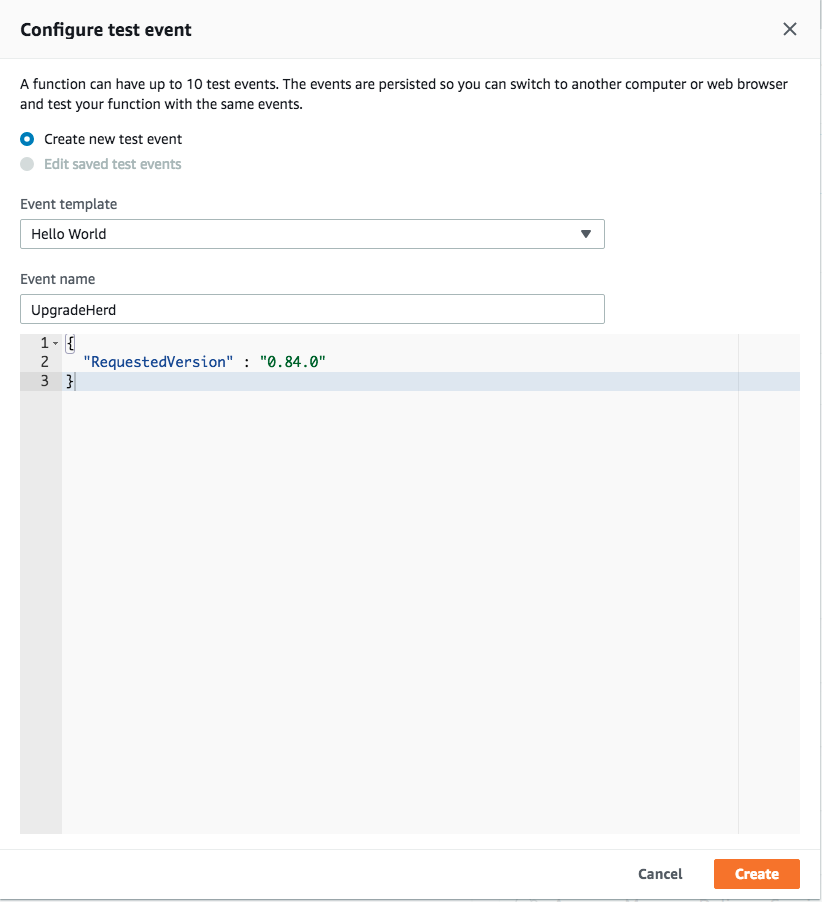 Configure test event
A function can have up to 10 test events. The events are persisted so you can switch to another computer or web browser
and test your function with the same events.
Create new test event
Edit saved test events
Event template
Hello World
Event name
UpgradeHerd
1 {
2 "RequestedVersion" : "0.84.0"
3 }
Cancel
Create